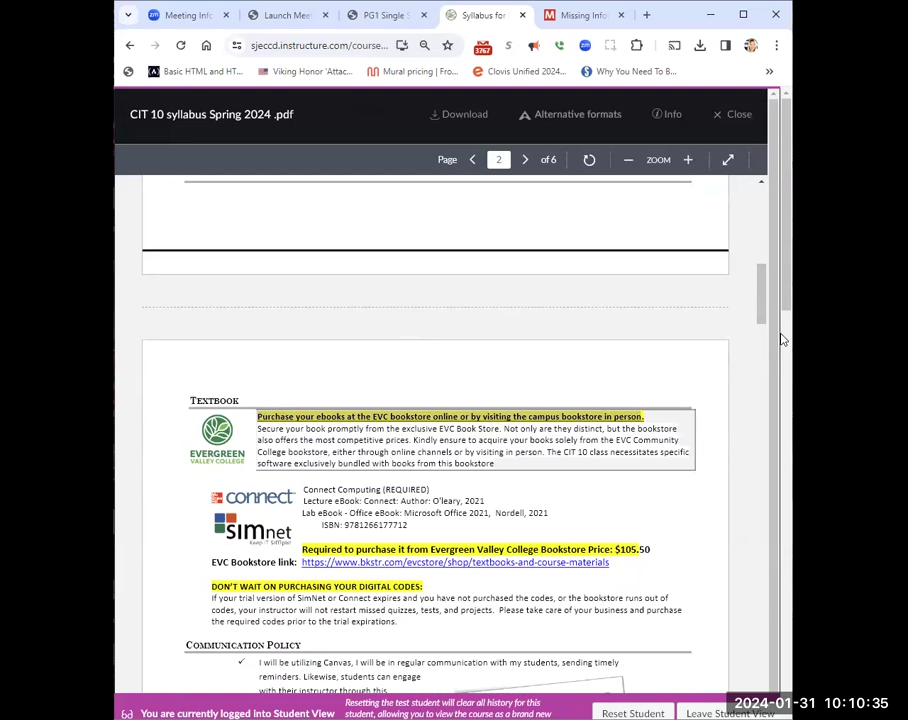 Meeting Info
Launch Mee
PG1 Single S
Syllabus for
Missing Info
sjeccd.instructure.com/course...
3767
Basic HTML and HT...
Viking Honor 'Attac...
Mural pricing | Fro...
Clovis Unified 2024...
Why You Need To B...
CIT 10 syllabus Spring 2024 .pdf
Download
Alternative formats
Info
Close
Page 2 of 6 ZOOM
TEXTBOOK
Purchase your ebooks at the EVC bookstore online or by visiting the campus bookstore in person.
Secure your book promptly from the exclusive EVC Book Store. Not only are they distinct, but the bookstore
also offers the most competitive prices. Kindly ensure to acquire your books solely from the EVC Community
College bookstore, either through online channels or by visiting in person. The CIT 10 class necessitates specific
software exclusively bundled with books from this bookstore
EVERGREEN
VALLEY COLLEGE
connect
Connect Computing (REQUIRED)
Lecture eBook: Connect: Author: O'leary, 2021
Lab eBook - Office eBook: Microsoft Office 2021, Nordell, 2021
ISBN: 9781266177712
SIMnet
Keep IT SIMple!
Required to purchase it from Evergreen Valley College Bookstore Price: $105.50
EVC Bookstore link: https://www.bkstr.com/evcstore/shop/textbooks-and-course-materials
DON'T WAIT ON PURCHASING YOUR DIGITAL CODES:
If your trial version of SimNet or Connect expires and you have not purchased the codes, or the bookstore runs out of
codes, your instructor will not restart missed quizzes, tests, and projects. Please take care of your business and purchase
the required codes prior to the trial expirations.
COMMUNICATION POLICY
✓ I will be utilizing Canvas, I will be in regular communication with my students, sending timely
reminders. Likewise, students can engage
with their instructor through this
You are currently logged into Student View
Resetting the test student will clear all history for this
student, allowing you to view the course as a brand new
Reset Student
Leave Student View
2024-01-31 10:10:35